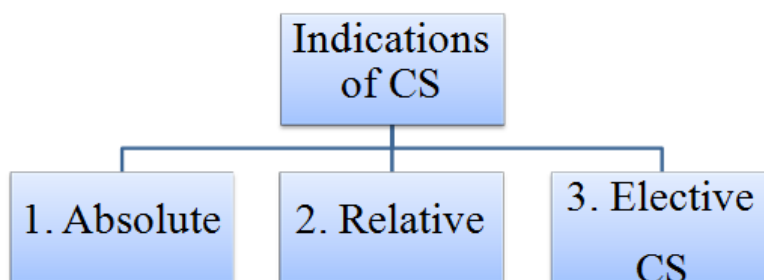 Indications
of CS
1. Absolute
2. Relative
3. Elective
CS